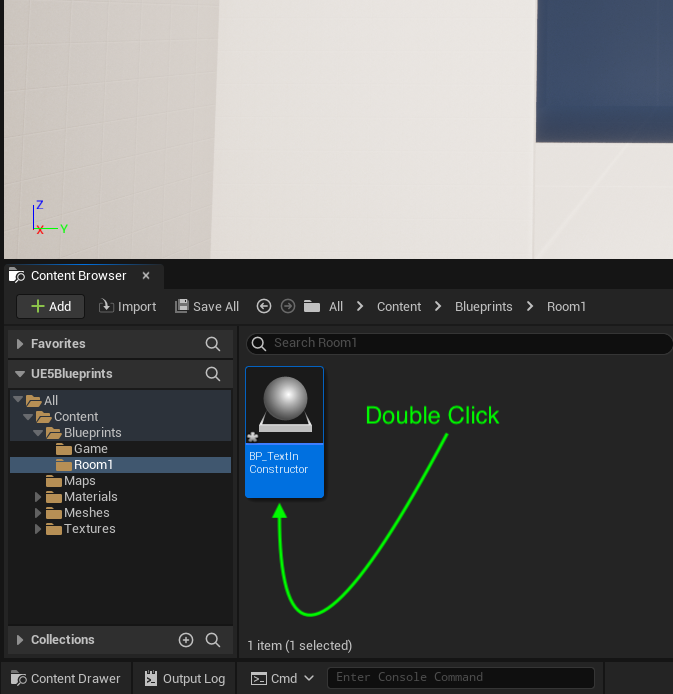 Z
X
Y
Content Browser
Add
Import
Save All
All
Content
Blueprints
Room1
Favorites
Search Room1
UE5Blueprints
All
Content
Blueprints
Game
Room1
Maps
Materials
Meshes
Textures
BP_TextIn
Constructor
Double Click
Collections
1 item (1 selected)
Content Drawer
Output Log
Cmd
Enter Console Command